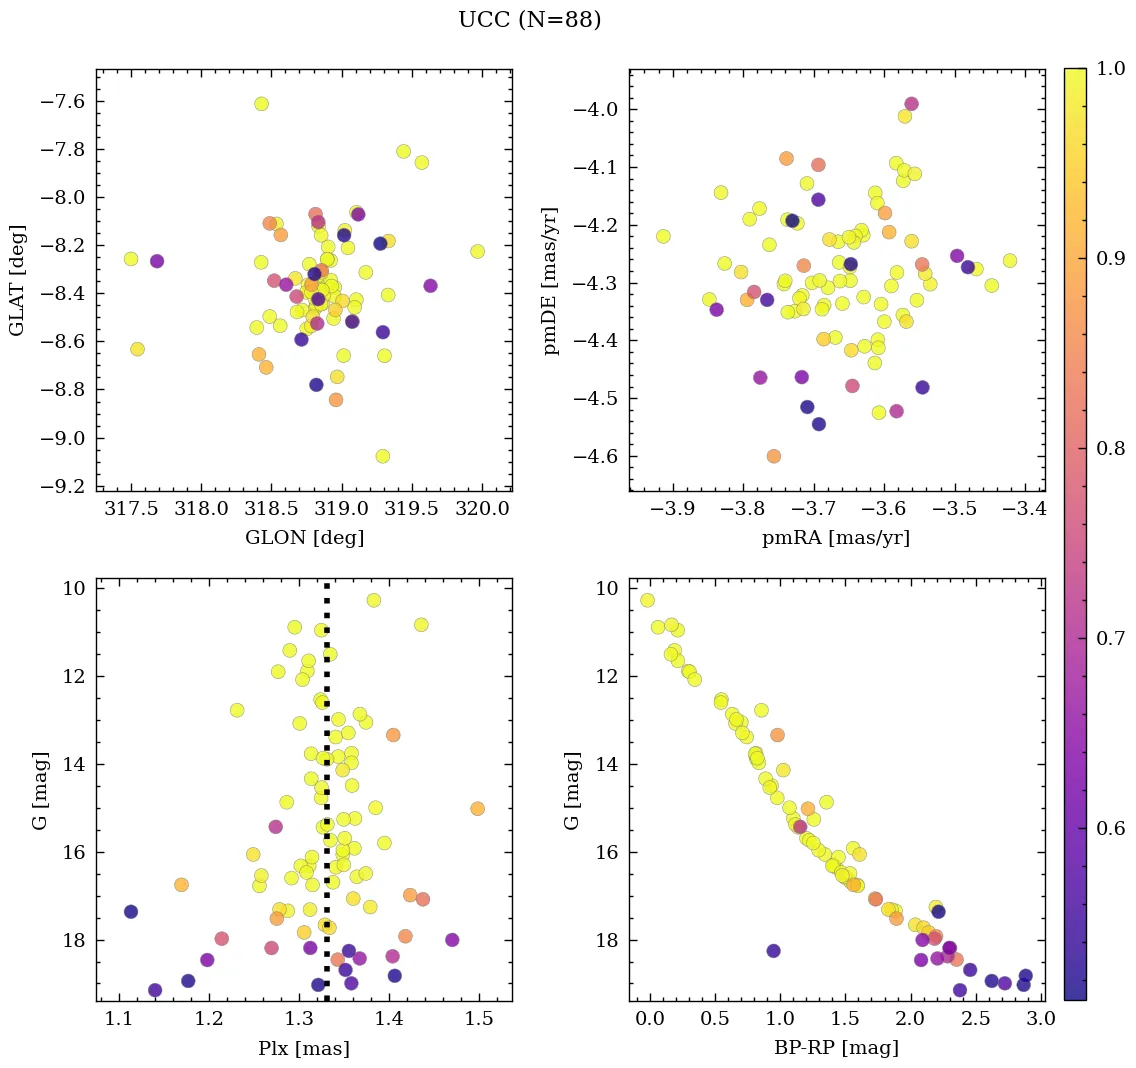 UCC (N=88)
−7.6
−7.8
−8.0
−8.2
−8.4
−8.6
−8.8
−9.0
−9.2
GLAT [deg]
317.5 318.0 318.5 319.0 319.5 320.0
GLON [deg]
−4.0
−4.1
−4.2
−4.3
−4.4
−4.5
−4.6
pmDE [mas/yr]
−3.9 −3.8 −3.7 −3.6 −3.5 −3.4
pmRA [mas/yr]
1.0
0.9
0.8
0.7
0.6
10
12
14
16
18
G [mag]
1.1 1.2 1.3 1.4 1.5
Plx [mas]
10
12
14
16
18
G [mag]
0.0 0.5 1.0 1.5 2.0 2.5 3.0
BP-RP [mag]